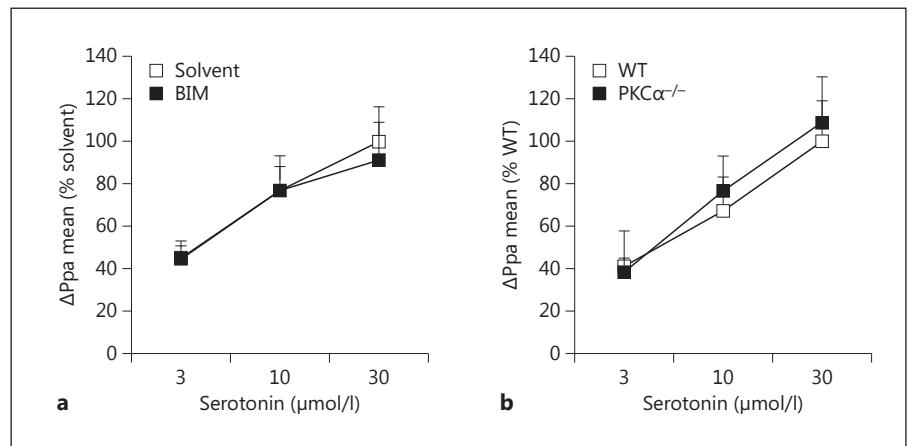 140
120
100
80
60
40
20
0
ΔPpa mean (% solvent)
Solvent
BIM
3 10 30
Serotonin (µmol/l)
a
140
120
100
80
60
40
20
0
ΔPpa mean (% WT)
WT
PKCα–/–
3 10 30
Serotonin (µmol/l)
b